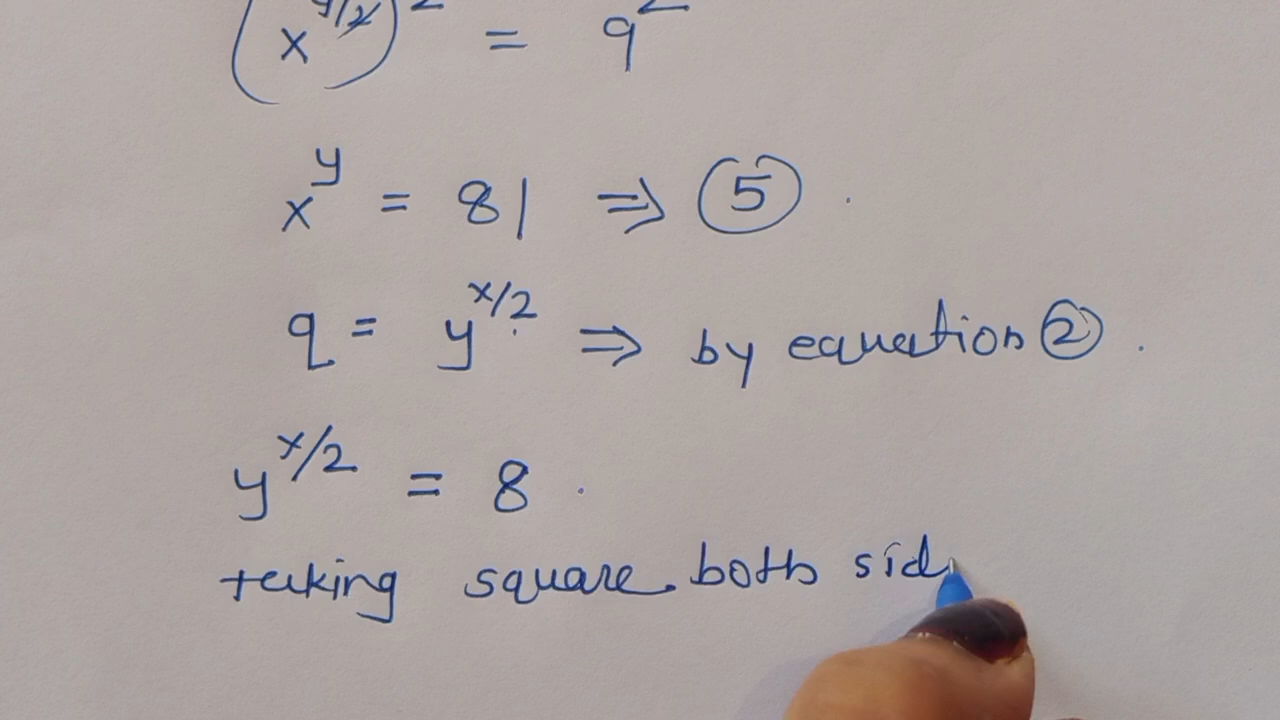 (x^{y/2})^2 = 9^2
x^y = 81 ⇒ ⑤ .
q = y^{x/2} ⇒ by equation ② .
y^{x/2} = 8 .
taking square both sid